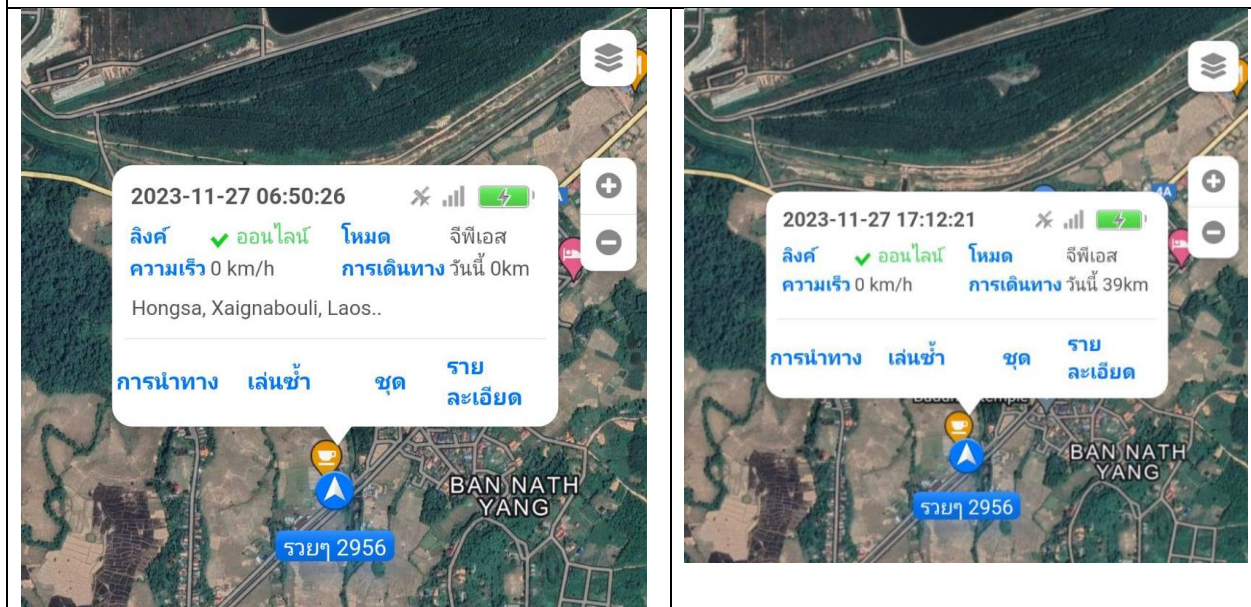 2023-11-27 06:50:26
ลิงค์ ออนไลน์ โหมด จีพีเอส
ความเร็ว 0 km/h การเดินทาง วันนี้ 0km
Hongsa, Xaignabouli, Laos..
การนำทาง เล่นซ้ำ ชุด ราย
ละเอียด
BAN NATH
YANG
รวยๆ 2956
2023-11-27 17:12:21
4A
ลิงค์ ออนไลน์ โหมด จีพีเอส
ความเร็ว 0 km/h การเดินทาง วันนี้ 39km
การนำทาง เล่นซ้ำ ชุด ราย
ละเอียด
BAN NATH
YANG
รวยๆ 2956